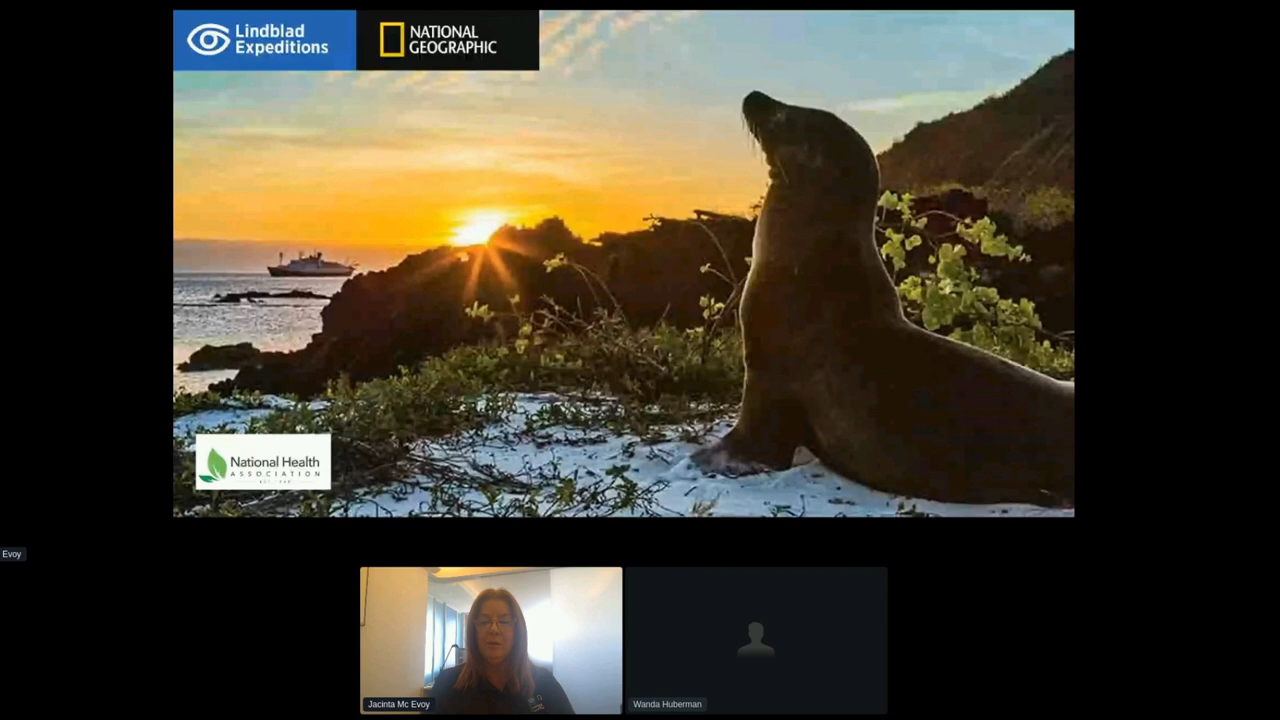 Lindblad
Expeditions
NATIONAL
GEOGRAPHIC
National Health
ASSOCIATION
Evoy
Jacinta Mc Evoy
Wanda Huberman